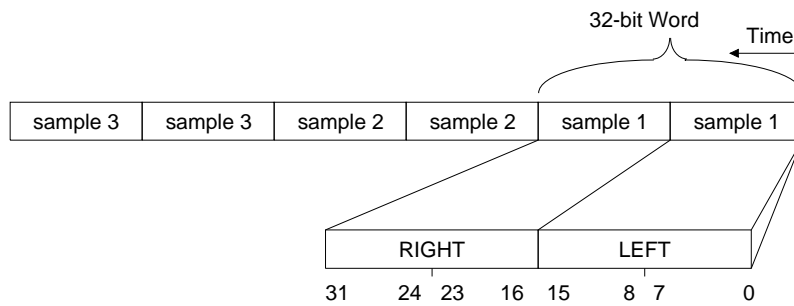 32-bit Word
Time
sample 3 sample 3 sample 2 sample 2 sample 1 sample 1
RIGHT LEFT
31 24 23 16 15 8 7 0